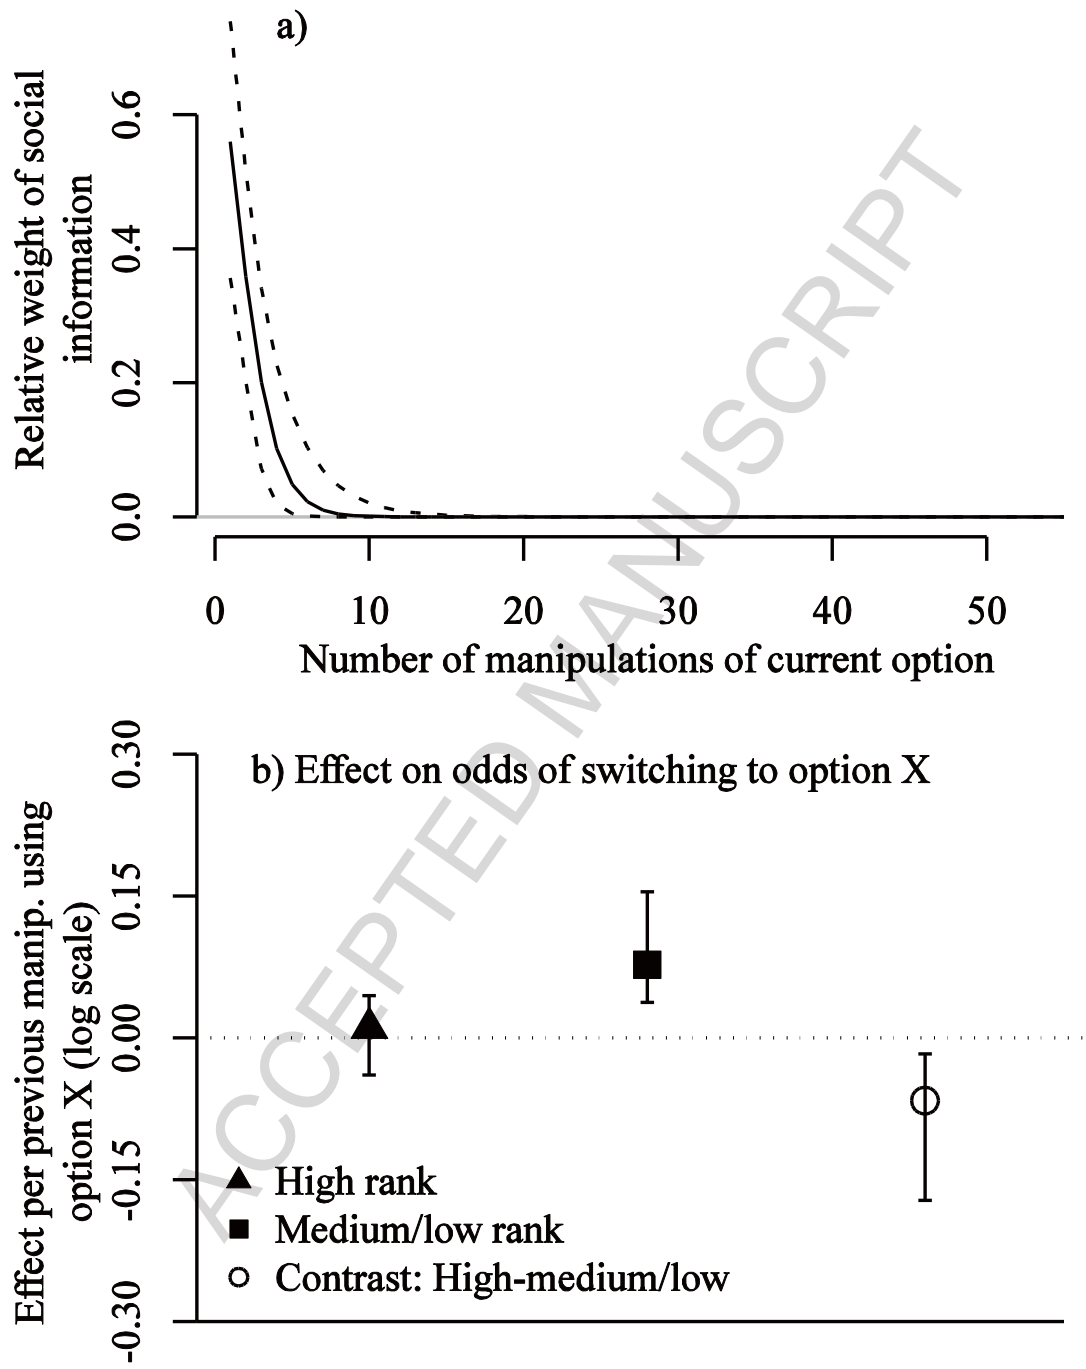 a)
Relative weight of social
information
0.6
0.4
0.2
0.0
0 10 20 30 40 50
Number of manipulations of current option
b) Effect on odds of switching to option X
Effect per previous manip. using
option X (log scale)
0.30
0.15
0.00
-0.15
-0.30
High rank
Medium/low rank
Contrast: High-medium/low
ACCEPTED MANUSCRIPT